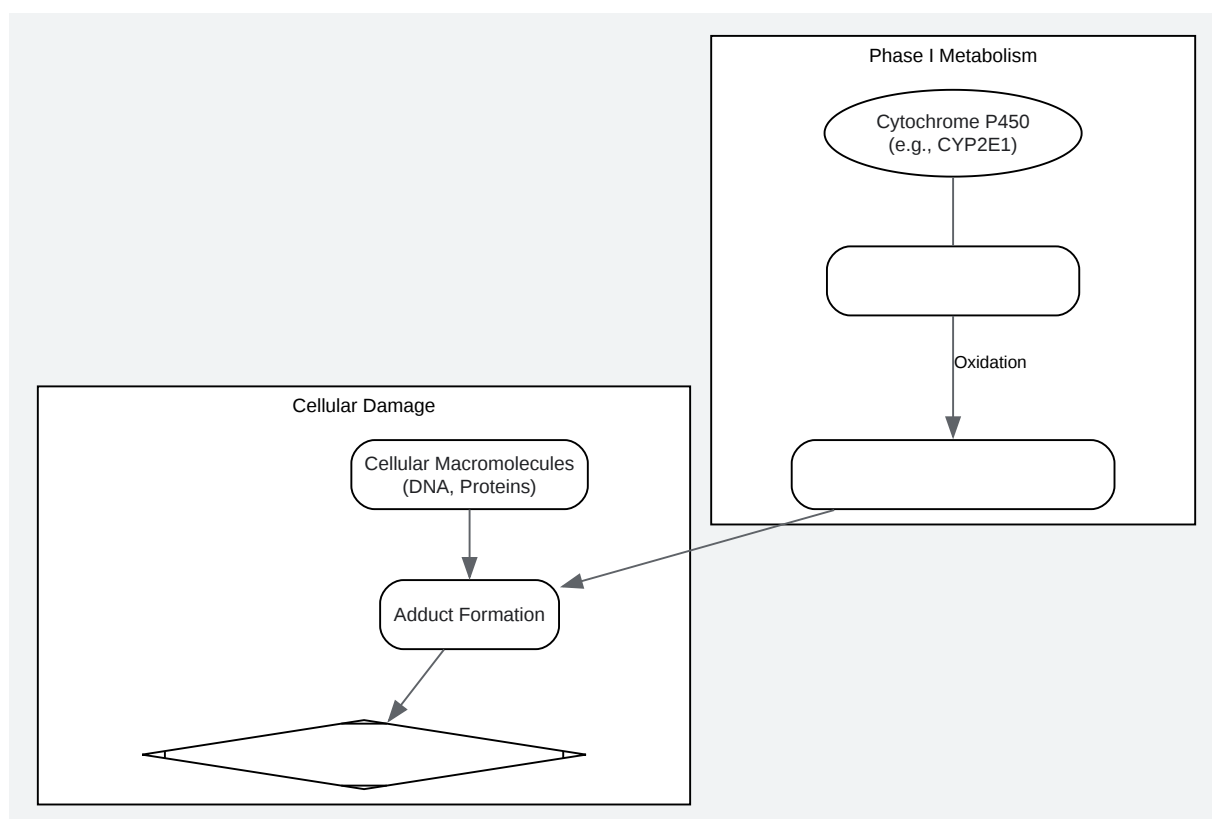 Phase I Metabolism
Cytochrome P450
(e.g., CYP2E1)
Oxidation
Cellular Damage
Cellular Macromolecules
(DNA, Proteins)
Adduct Formation